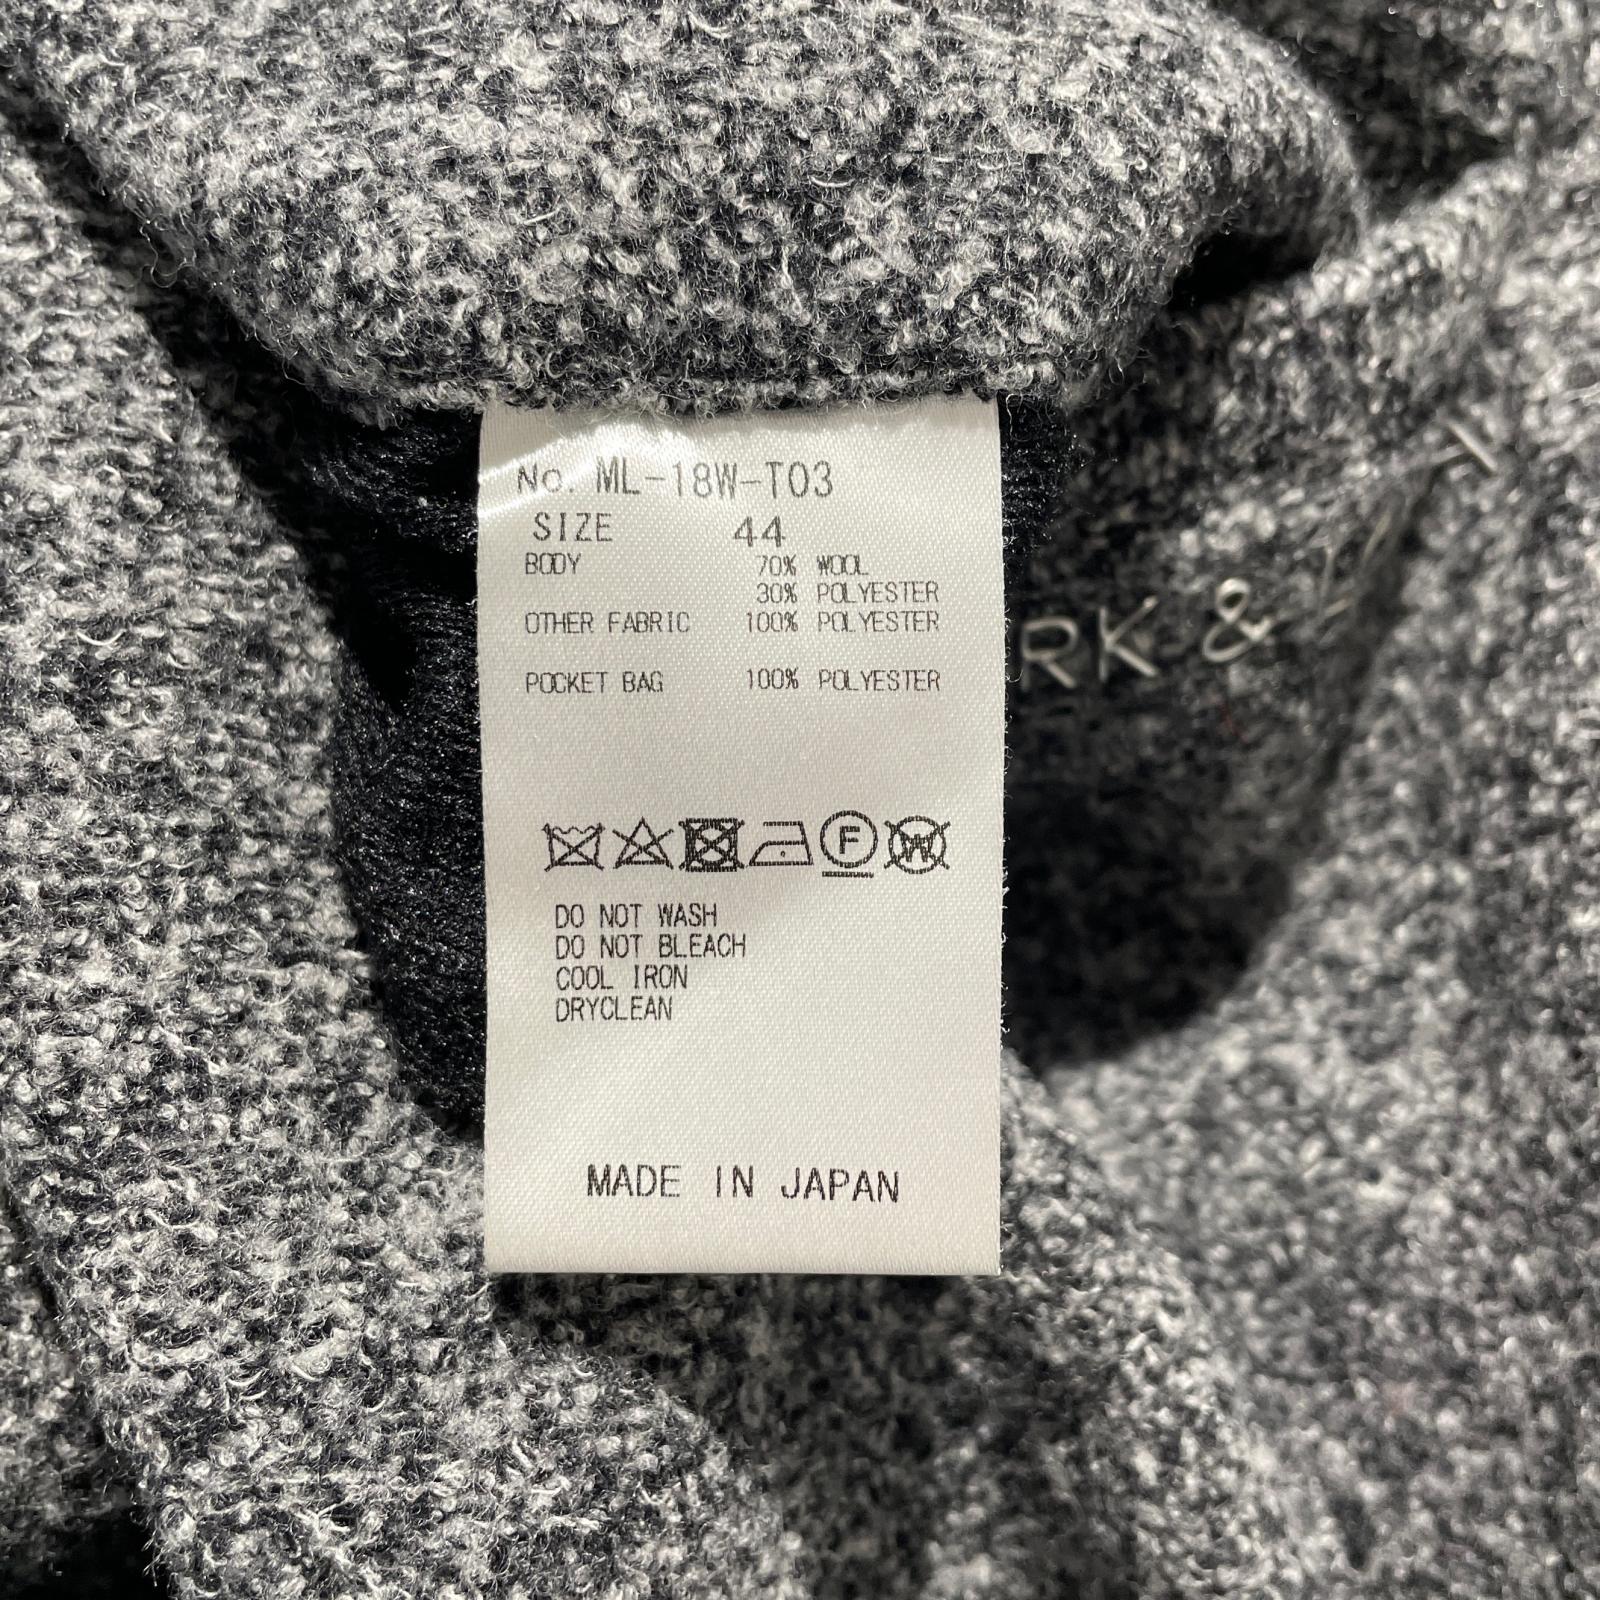 No. ML-18W-T03
SIZE 44
BODY 70% WOOL
30% POLYESTER
OTHER FABRIC 100% POLYESTER
POCKET BAG 100% POLYESTER
RK &
F W
DO NOT WASH
DO NOT BLEACH
COOL IRON
DRYCLEAN
MADE IN JAPAN